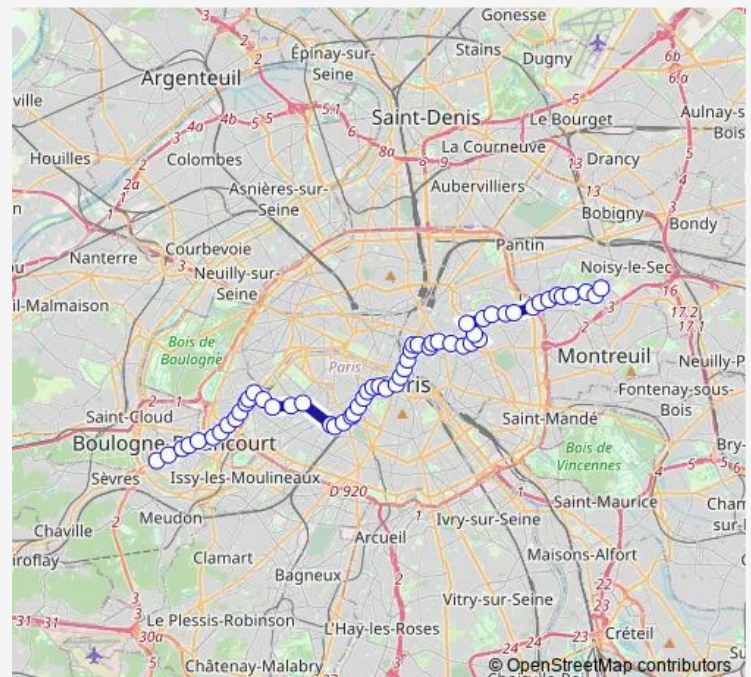 Gonesse
Stains
Dugny
Épinay-sur-
Seine
Argenteuil
Saint-Denis
Le Bourget
Aulnay-s
Bois
ville
La Courneuve
Drancy
Houilles
Colombes
Aubervilliers
Asnières-sur-
Seine
Bobigny
Bondy
Nanterre
Courbevoie
Pantin
Noisy-le-Sec
Neuilly-sur-
Seine
il-Malmaison
Bois de
Boulogne
Montreuil
Neuilly-P
Paris
Fontenay-sous-
Bois
Saint-Cloud
Saint-Mandé
Boulogne-B
ncourt
Bois de
Vincennes
Bry-
Sèvres
Issy-les-Moulineaux
D 920
Saint-Maurice
Cham
sur-l
Meudon
Ivry-sur-Seine
Chaville
Arcueil
Maisons-Alfort
iroflay
Clamart
Bagneux
Vitry-sur-Seine
Le Plessis-Robinson
L'Haÿ-les-Roses
Créteil
Châtenay-Malabry
© OpenStreetMap contributors